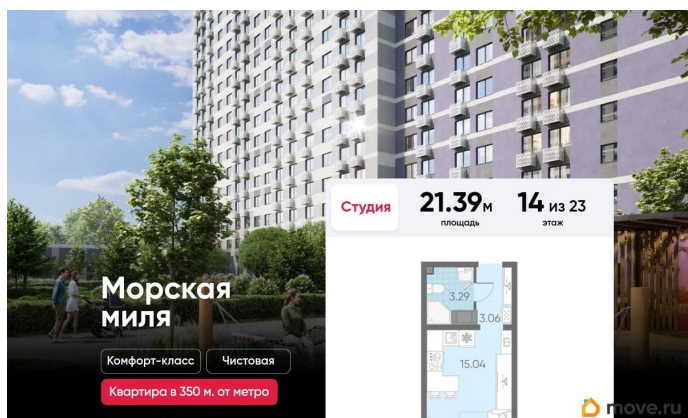 Студия
21.39м
площадь
14 из 23
этаж
3.29
3.06
15.04
Морская
миля
Комфорт-класс
Чистовая
Квартира в 350 м. от метро
move.ru